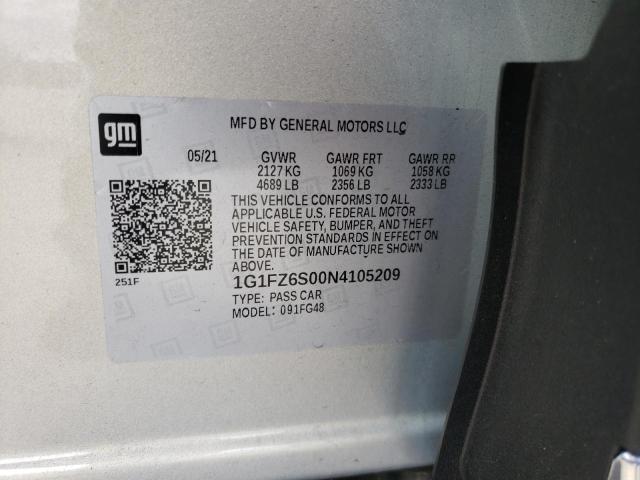 gm
MFD BY GENERAL MOTORS LLC
05/21 GVWR GAWR FRT GAWR RR
2127 KG 1069 KG 1058 KG
4689 LB 2356 LB 2333 LB
THIS VEHICLE CONFORMS TO ALL
APPLICABLE U.S. FEDERAL MOTOR
VEHICLE SAFETY, BUMPER, AND THEFT
PREVENTION STANDARDS IN EFFECT ON
THE DATE OF MANUFACTURE SHOWN
ABOVE.
251F
1G1FZ6S00N4105209
TYPE: PASS CAR
MODEL: 091FG48